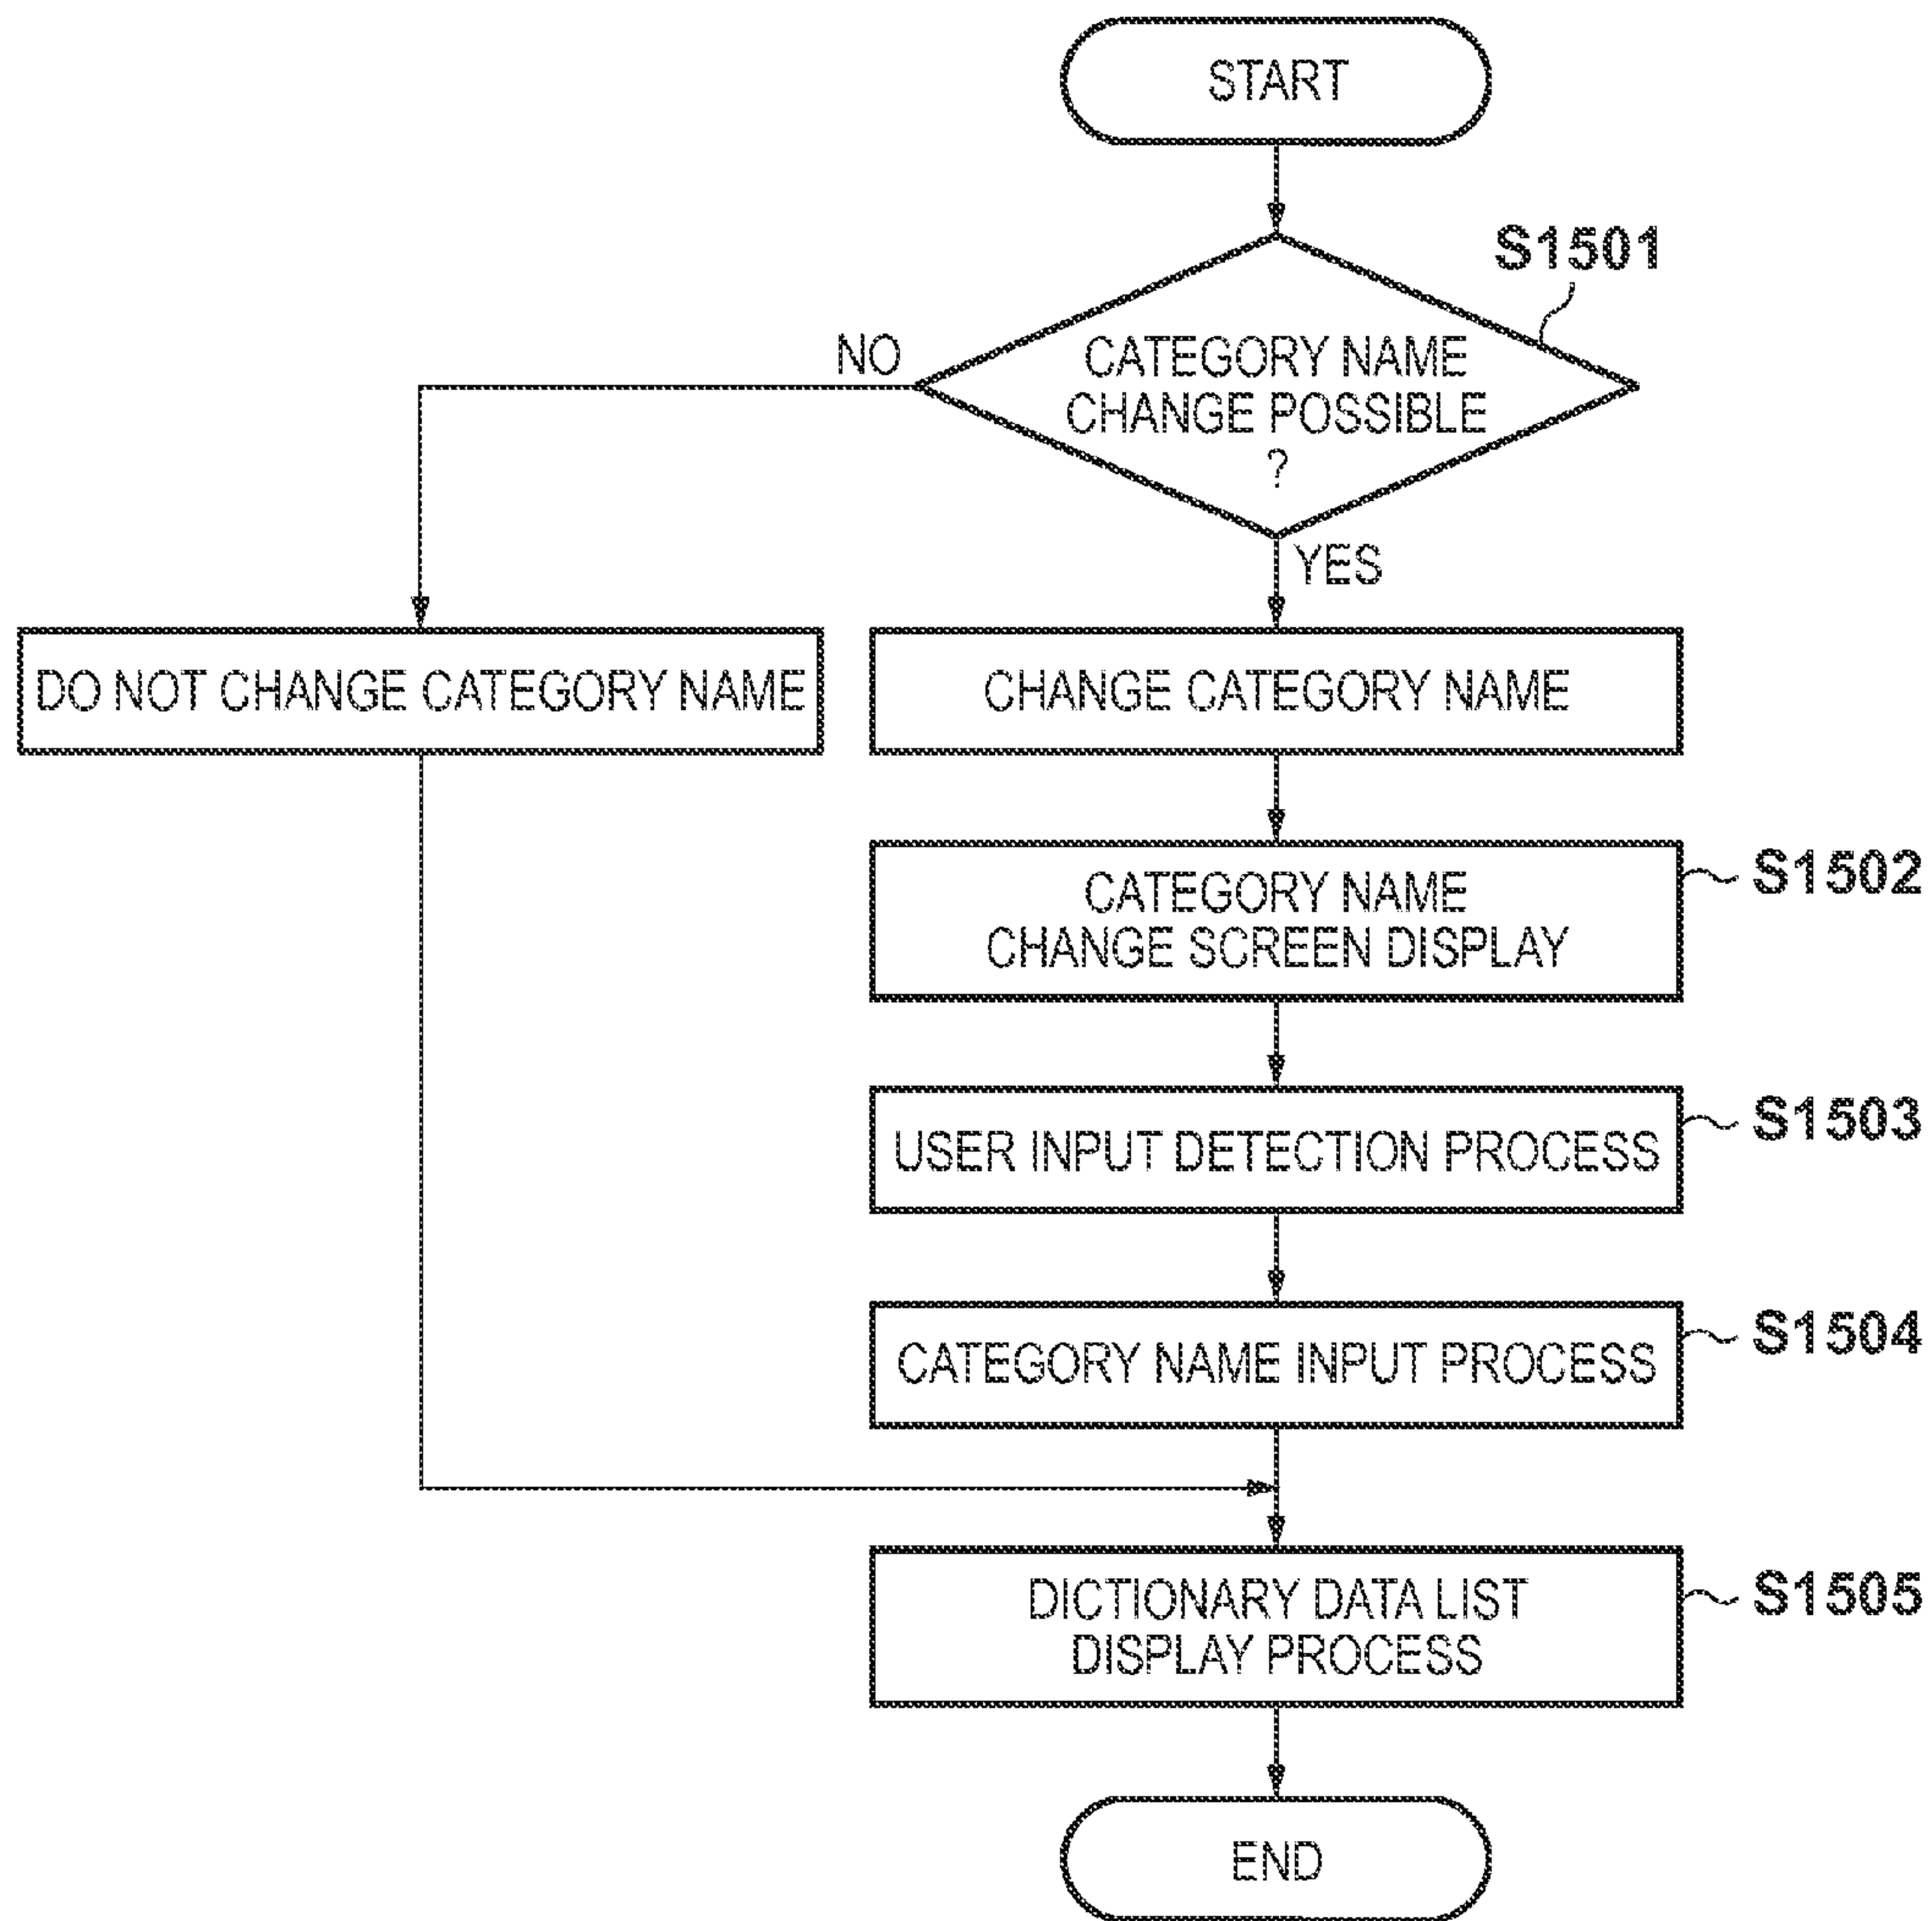 START
S1501
NO
CATEGORY NAME
CHANGE POSSIBLE
?
YES
DO NOT CHANGE CATEGORY NAME
CHANGE CATEGORY NAME
CATEGORY NAME
CHANGE SCREEN DISPLAY
S1502
USER INPUT DETECTION PROCESS
S1503
CATEGORY NAME INPUT PROCESS
S1504
DICTIONARY DATA LIST
DISPLAY PROCESS
S1505
END